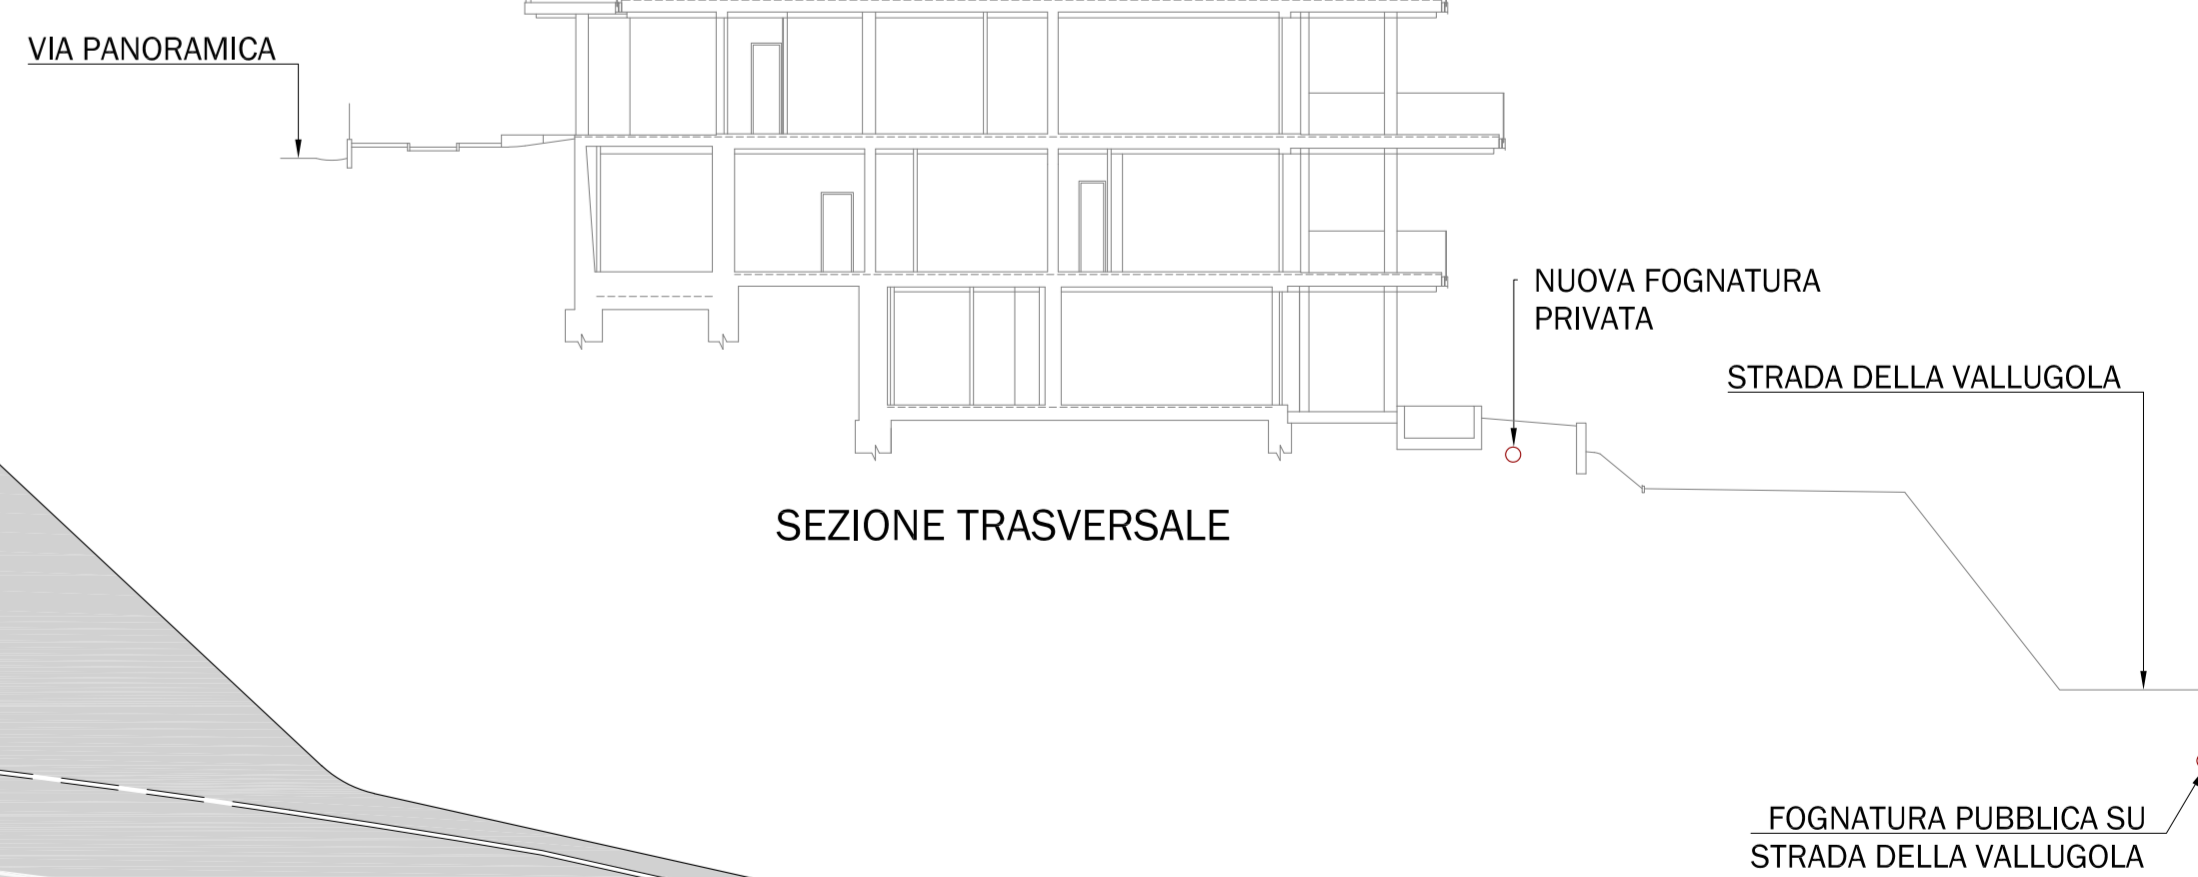 VIA PANORAMICA
NUOVA FOGNATURA
PRIVATA
STRADA DELLA VALLUGOLA
SEZIONE TRASVERSALE
FOGNATURA PUBBLICA SU
STRADA DELLA VALLUGOLA